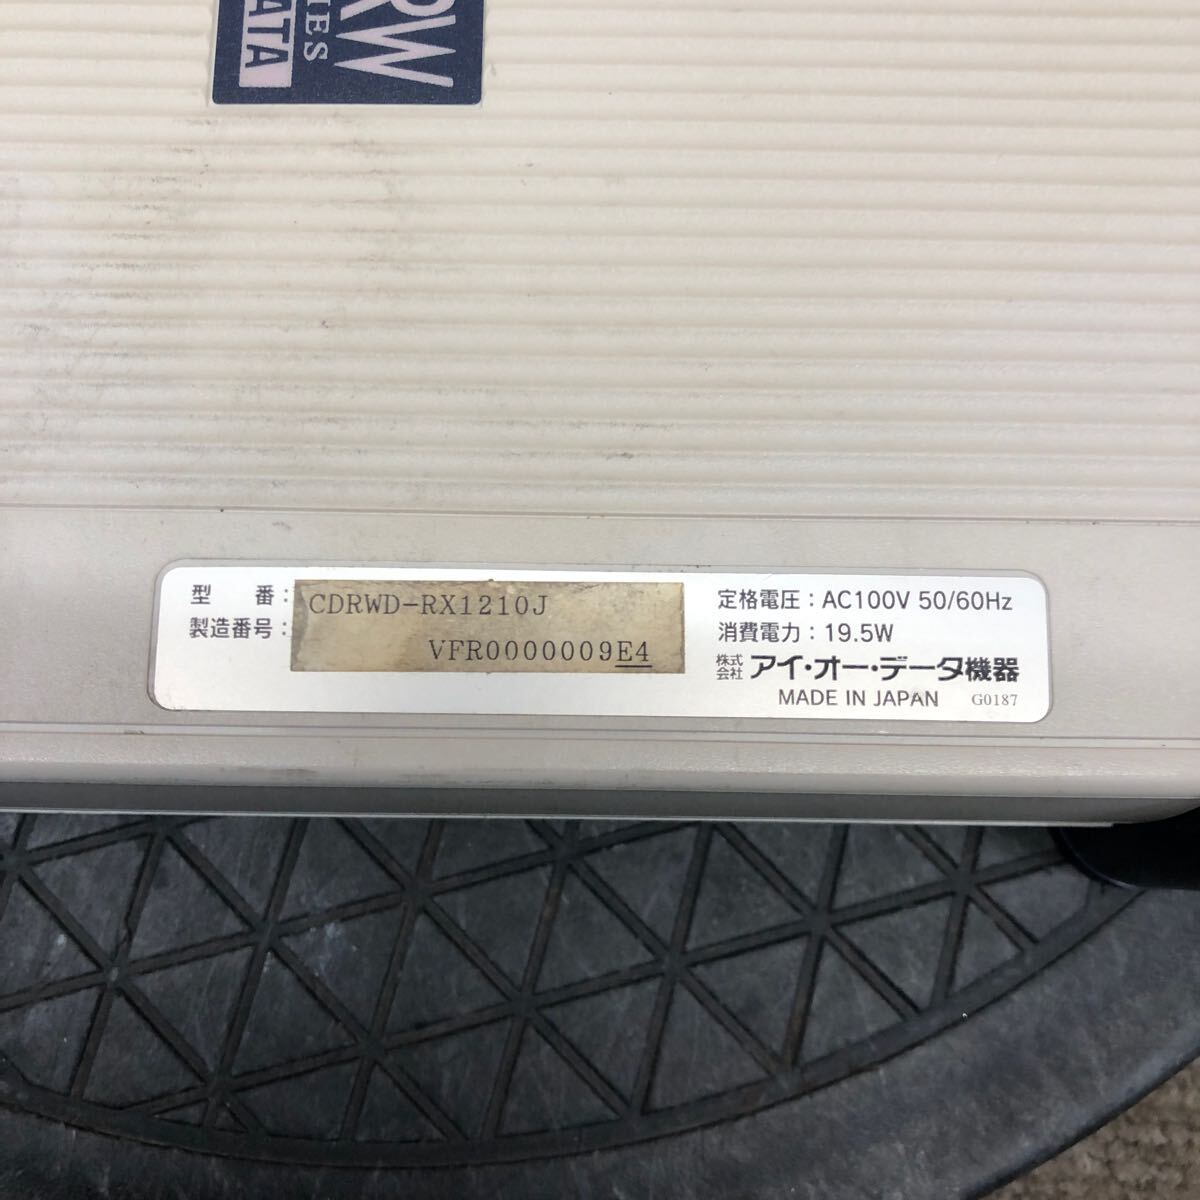 RW
IES
ATA
型 番: CDRWD-RX1210J
製造番号: VFR0000009E4
定格電圧:AC100V 50/60Hz
消費電力:19.5W
株式会社 アイ・オー・データ機器
MADE IN JAPAN G0187